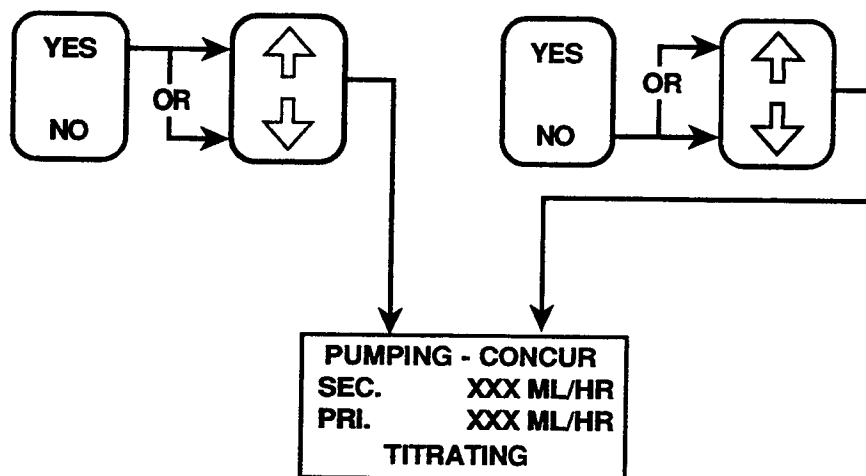 YES
OR
NO
YES
OR
NO
PUMPING - CONCUR
SEC. XXX ML/HR
PRI. XXX ML/HR
TITRATING